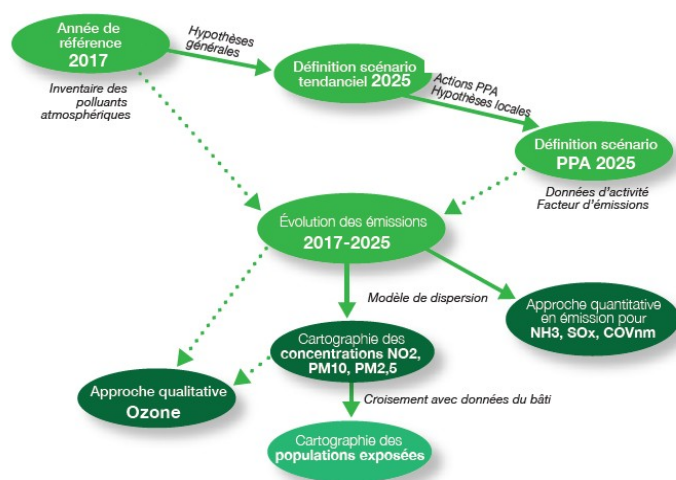 Année de
référence
2017
Hypothèses
générales
Inventaire des
polluants
atmosphériques
Définition scénario
tendanciel 2025
Actions PPA
Hypothèses locales
Définition scénario
PPA 2025
Données d'activité
Facteur d'émissions
Évolution des émissions
2017-2025
Modèle de dispersion
Approche quantitative
en émission pour
NH3, SOx, COVnm
Cartographie des
concentrations NO2,
PM10, PM2,5
Approche qualitative
Ozone
Croisement avec données du bâti
Cartographie des
populations exposées